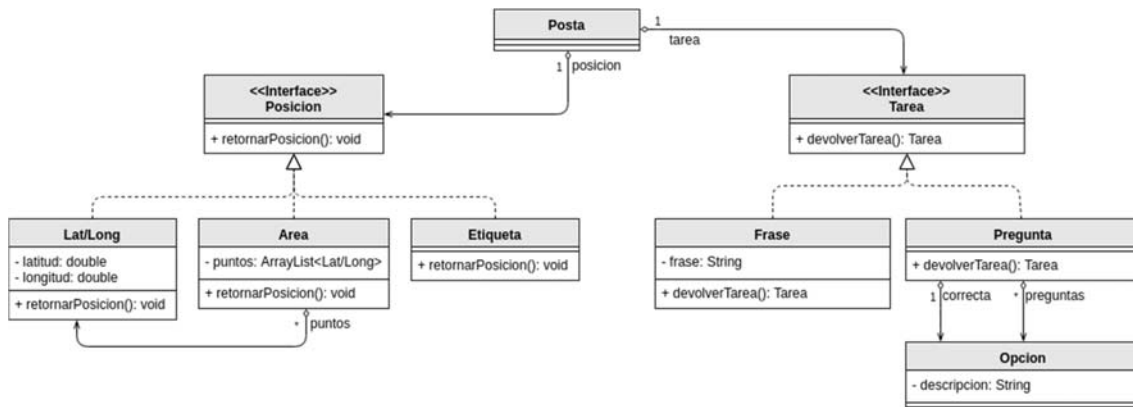 Posta
1
tarea
1
posicion
<<Interface>>
Posicion
+ retornarPosicion(): void
<<Interface>>
Tarea
+ devolverTarea(): Tarea
Lat/Long
- latitud: double
- longitud: double
+ retornarPosicion(): void
Area
- puntos: ArrayList<Lat/Long>
+ retornarPosicion(): void
* puntos
Etiqueta
+ retornarPosicion(): void
Frase
- frase: String
+ devolverTarea(): Tarea
Pregunta
+ devolverTarea(): Tarea
1 correcta
* preguntas
Opcion
- descripcion: String